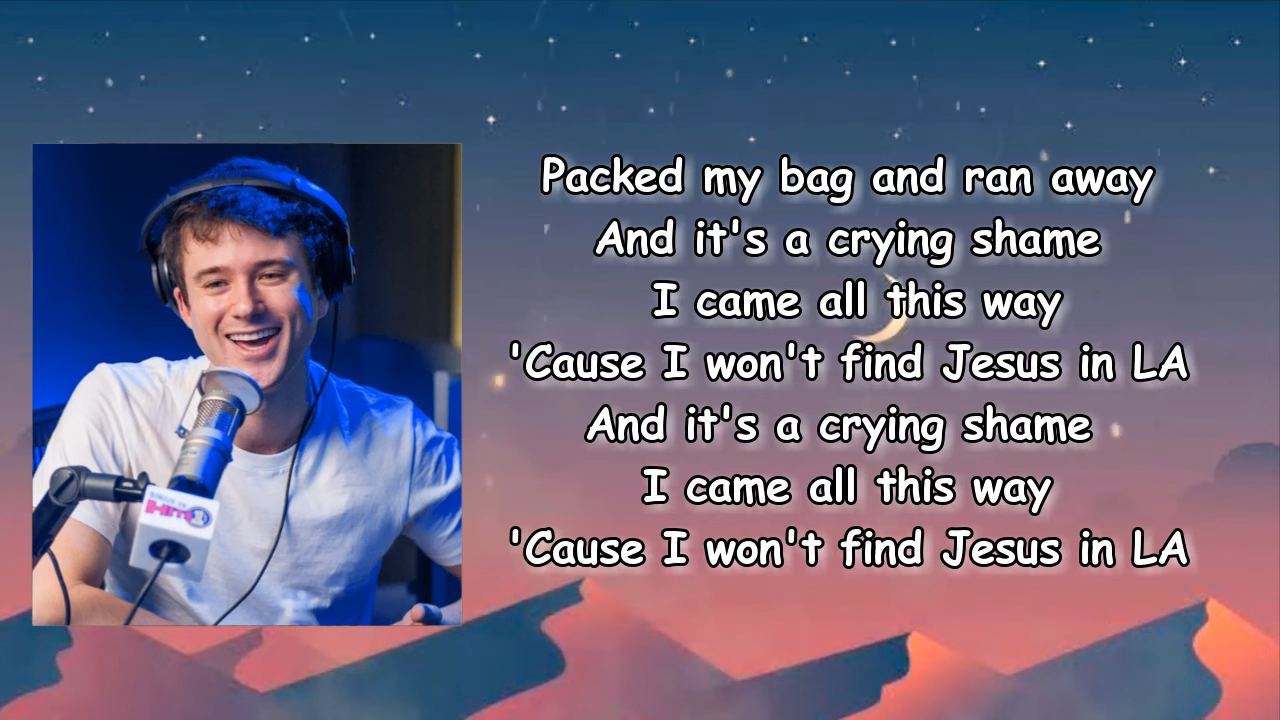 Packed my bag and ran away
And it's a crying shame
I came all this way
'Cause I won't find Jesus in LA
And it's a crying shame
I came all this way
'Cause I won't find Jesus in LA